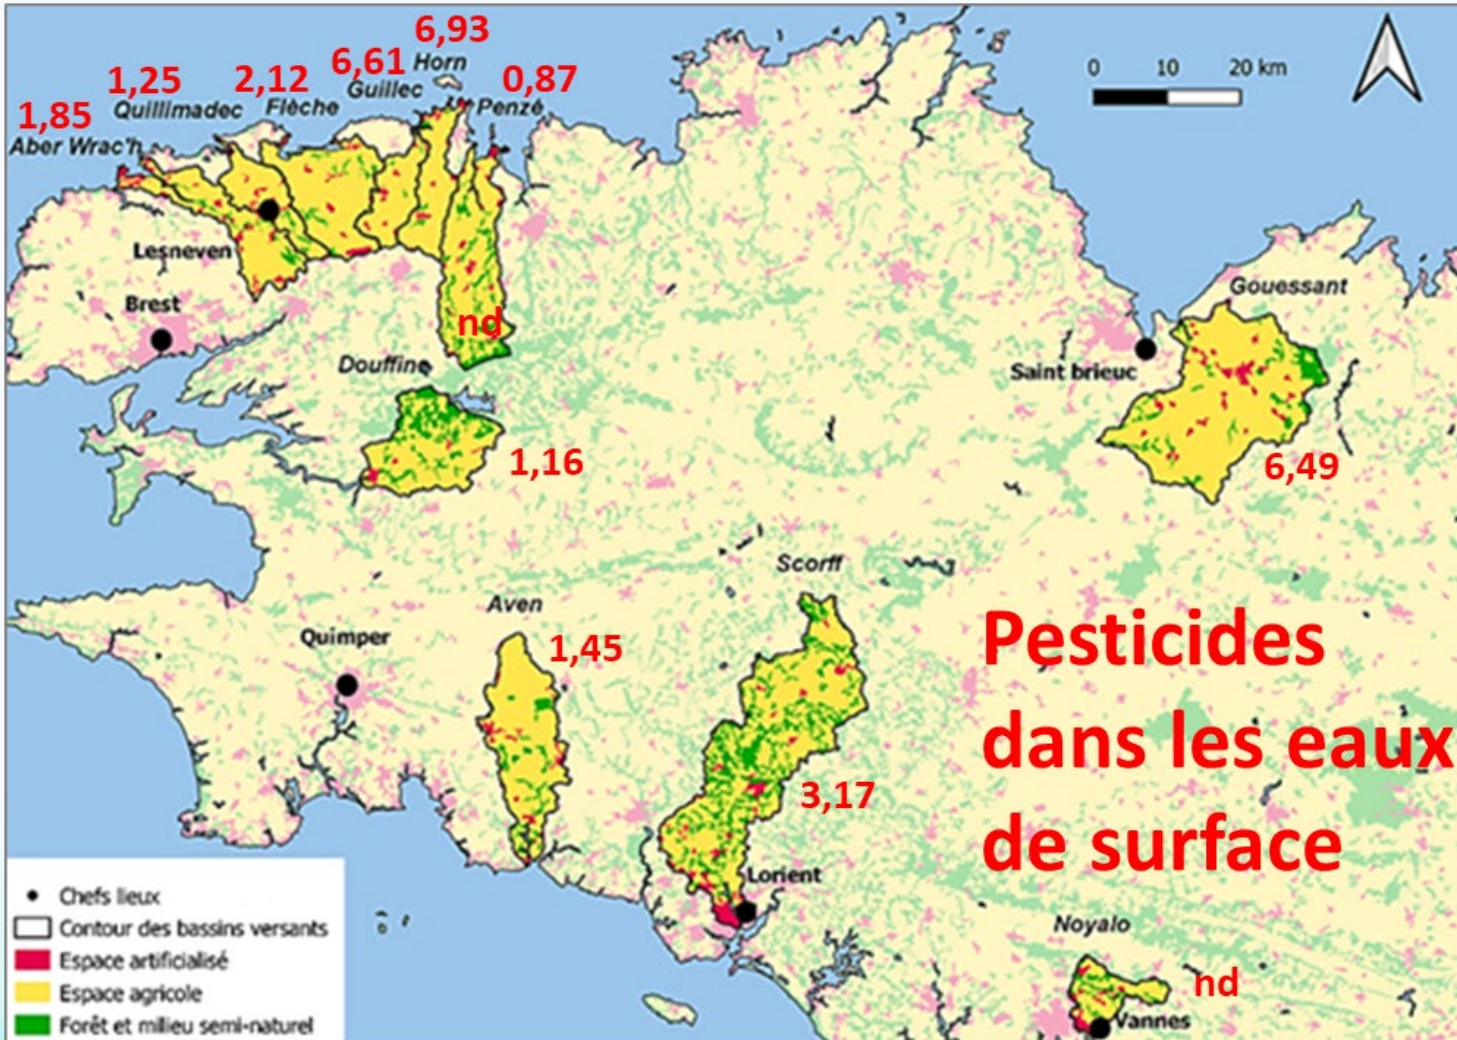 6,93
Horn
6,61
Guillec
1,25
Quillimadec
2,12
Flèche
0,87
Penzé
1,85
Aber Wrac'h
0 10 20 km
Lesneven
Brest
nd
Douffine
1,16
Gouessant
Saint brieuc
6,49
Scorff
Aven
1,45
Quimper
3,17
Lorient
Pesticides
dans les eaux
de surface
Noyalo
nd
Vannes
Chefs lieux
Contour des bassins versants
Espace artificialisé
Espace agricole
Forêt et milieu semi-naturel